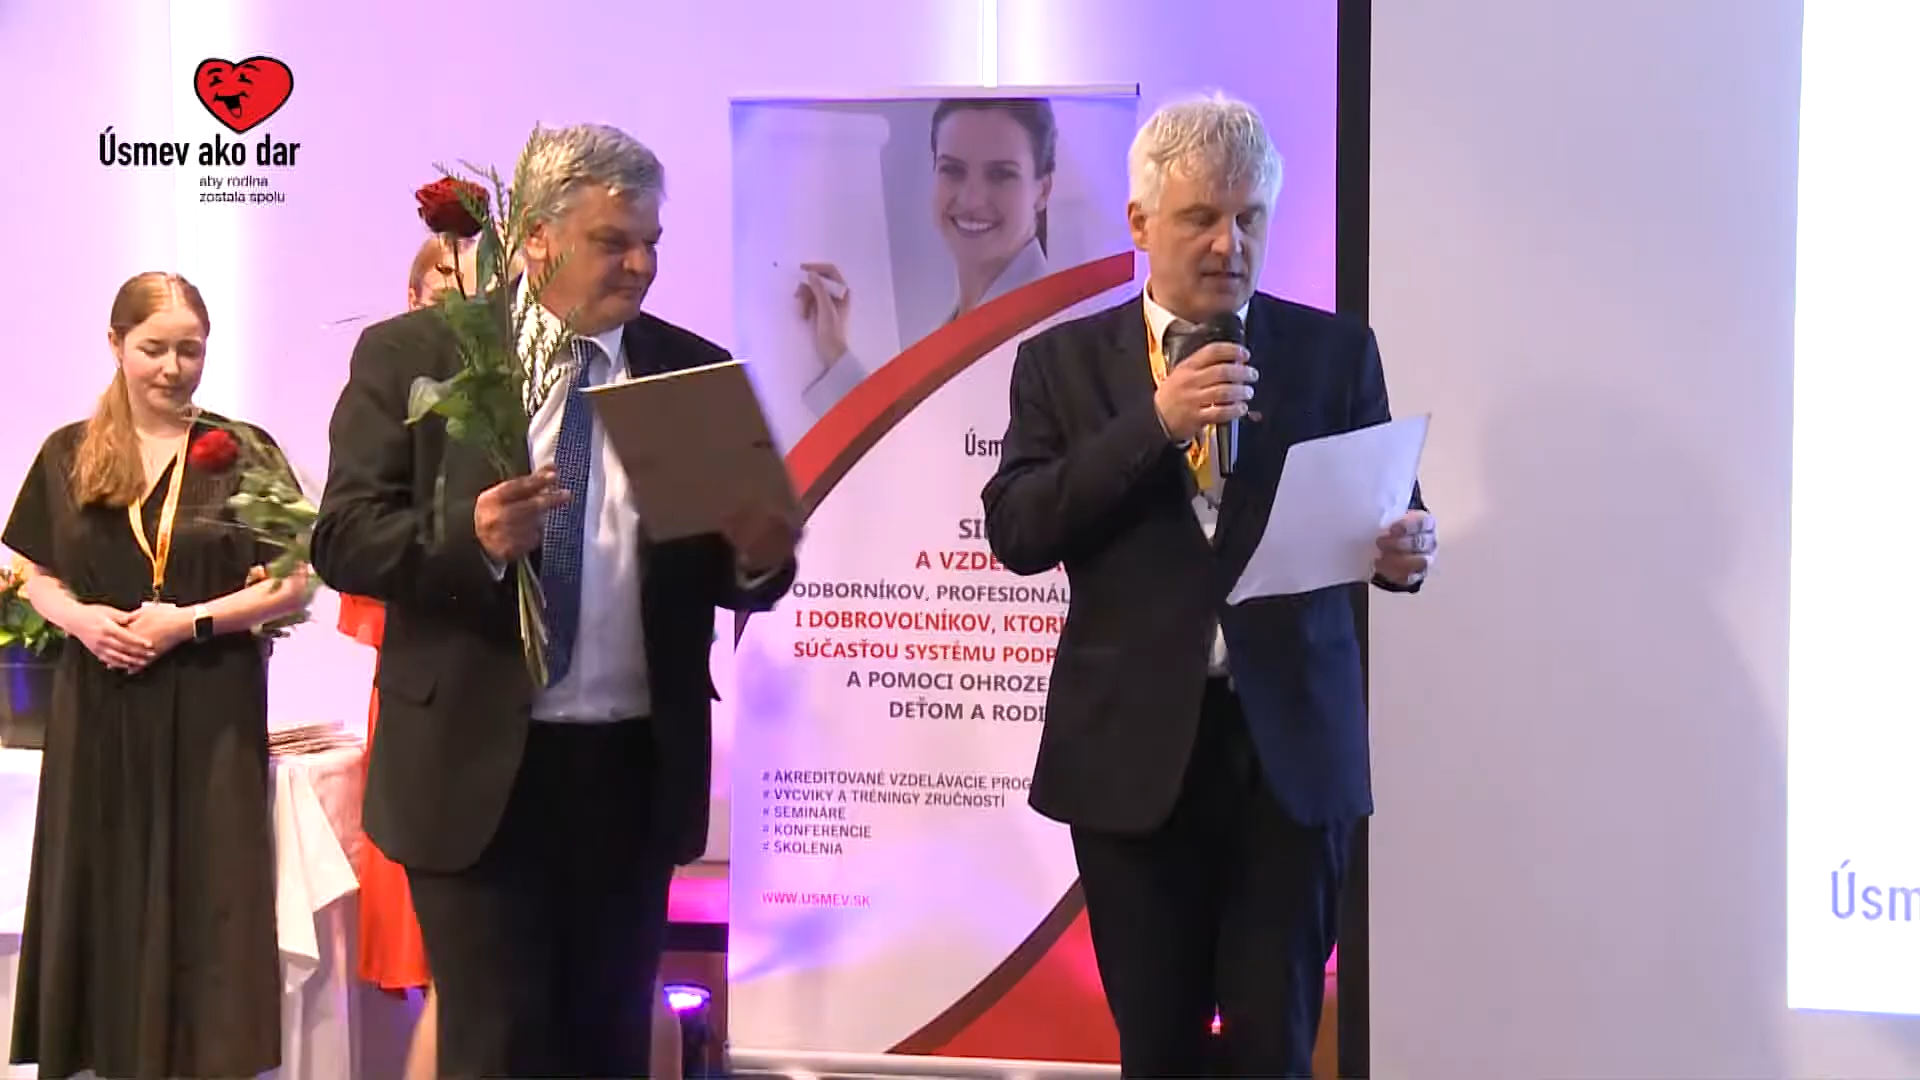 Úsmev ako dar
aby rodina
zostala spolu
Úsm
A VZDE
ODBORNÍKOV, PROFESIONÁL
I DOBROVOĽNÍKOV, KTORÍ
SÚČASŤOU SYSTÉMU PODP
A POMOCI OHROZE
DEŤOM A RODI
# AKREDITOVANÉ VZDELÁVACIE PROG
# VÝCVIKY A TRÉNINGY ZRUČNOSTÍ
# SEMINÁRE
# KONFERENCIE
# ŠKOLENIA
WWW.USMEV.SK
Úsm